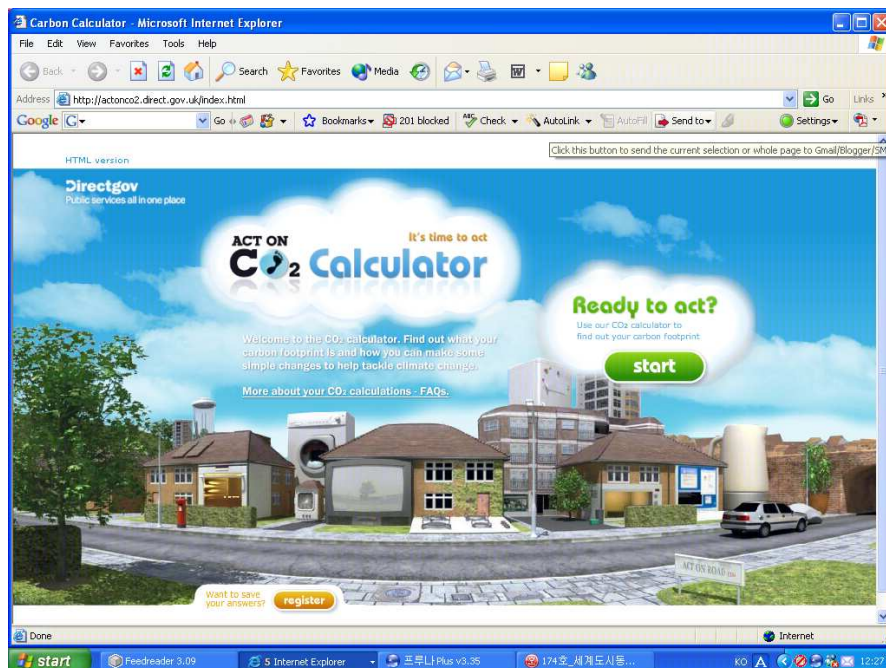 Carbon Calculator - Microsoft Internet Explorer
File Edit View Favorites Tools Help
Back Search Favorites Media
Address http://actonco2.direct.gov.uk/index.html Go Links
Google G Go Bookmarks 201 blocked Check AutoLink AutoFill Send to Settings
Click this button to send the current selection or whole page to Gmail/Blogger/SM
HTML version
Directgov
Public services all in one place
It's time to act
ACT ON
CO2 Calculator
Ready to act?
Use our CO2 calculator to
find out your carbon footprint
start
Welcome to the CO2 calculator. Find out what your
carbon footprint is and how you can make some
simple changes to help tackle climate change.
More about your CO2 calculations - FAQs.
ACT ON ROAD
Want to save
your answers?
register
Done Internet
start Feedreader 3.09 5 Internet Explorer 프루나 Plus v3.35 174호_세계도시동... KO A 12:27